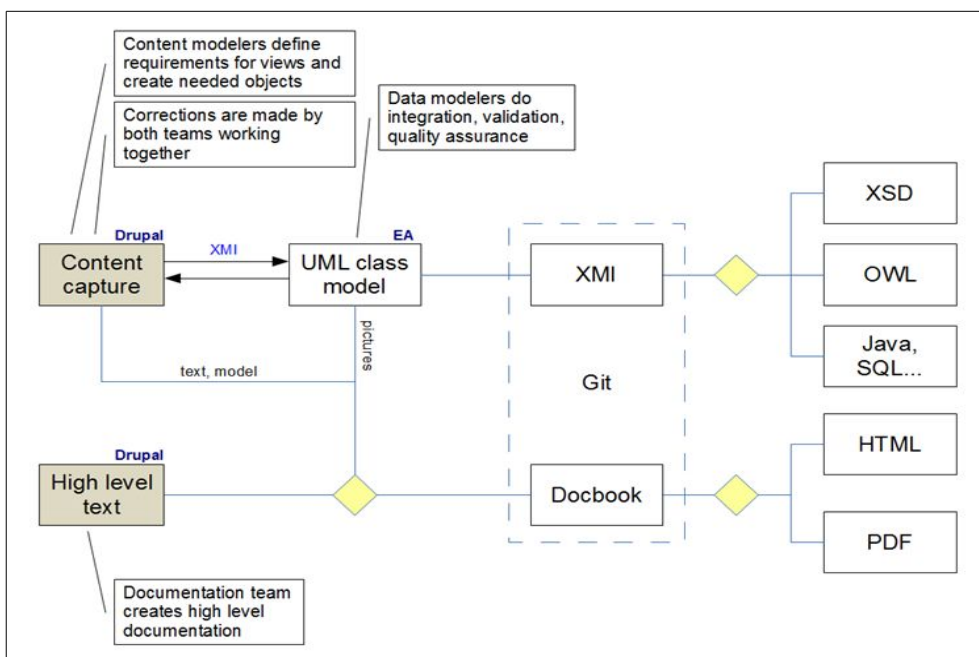 Content modelers define
requirements for views and
create needed objects
Corrections are made by
both teams working
together
Data modelers do
integration, validation,
quality assurance
Drupal
Content
capture
XMI
EA
UML class
model
XMI
XSD
OWL
Java,
SQL...
pictures
text, model
Git
Drupal
High level
text
Docbook
HTML
PDF
Documentation team
creates high level
documentation